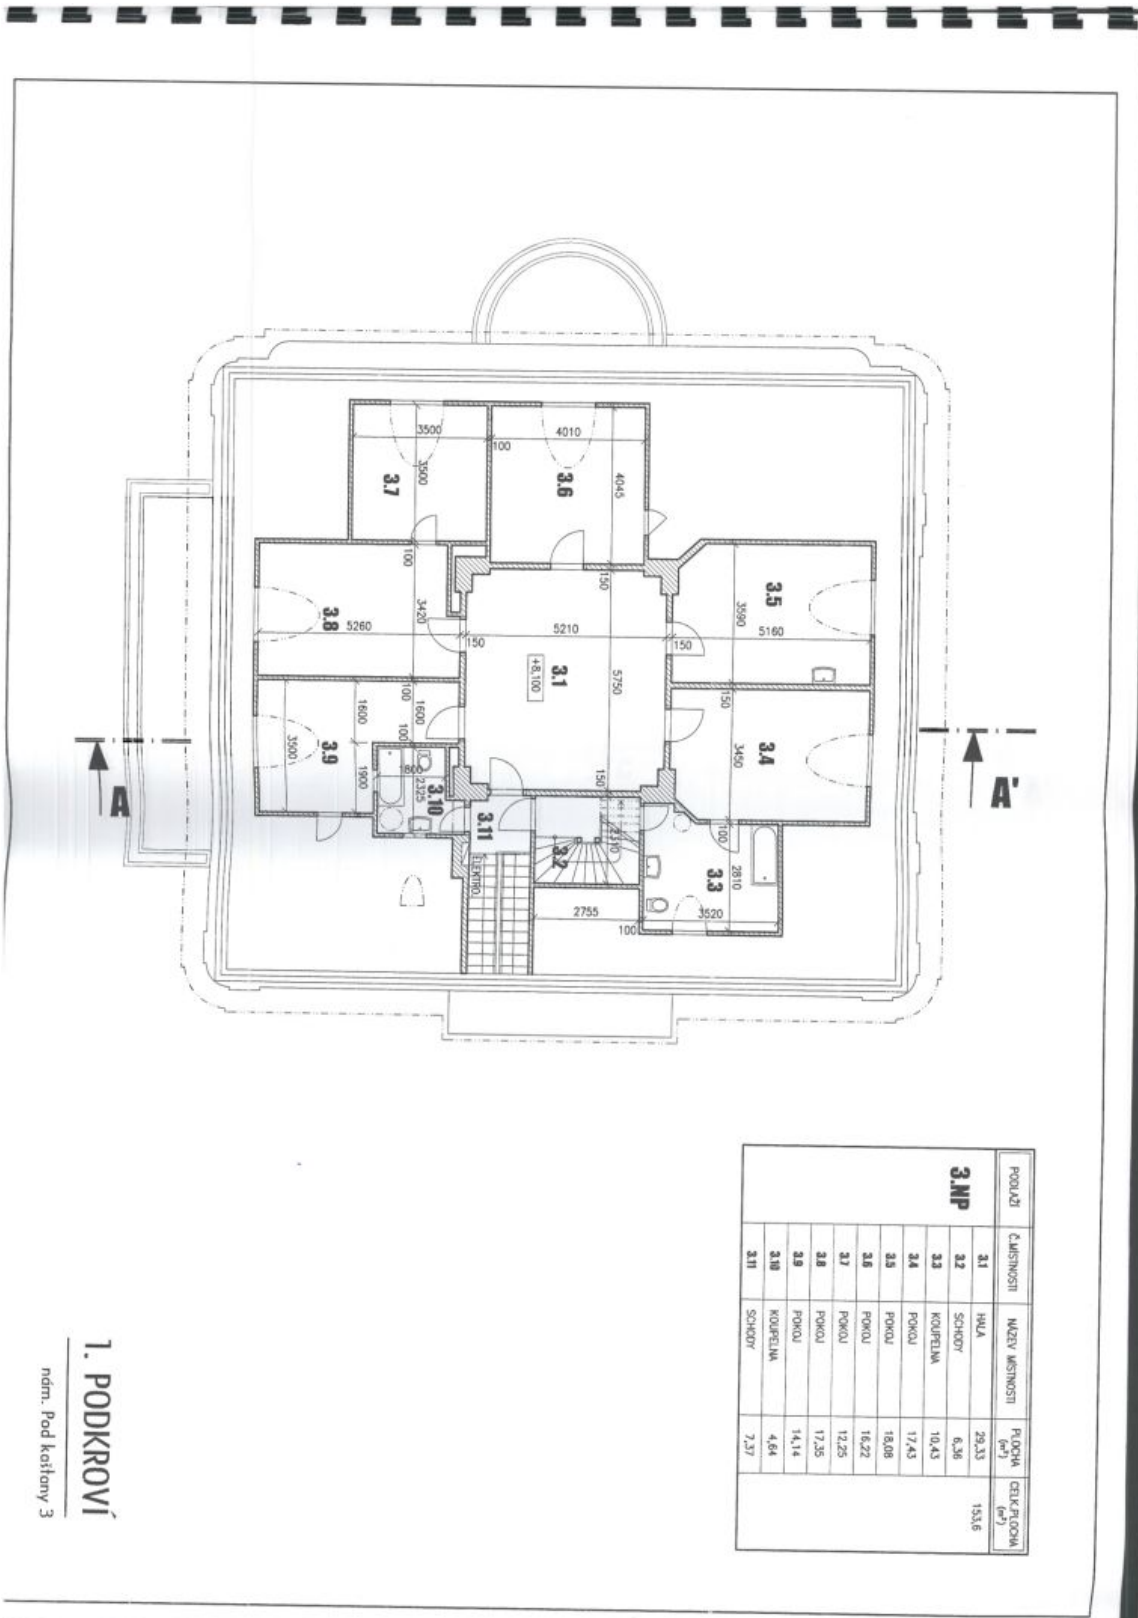 A
A'
3.7
3500
3500
100
3.6
4010
4045
150
3.5
3590
5160
150
3.8
5260
3420
100
150
3.1
+8,100
5210
5750
150
3.4
3450
150
3.9
3500
1600
1900
100
1600
100
3.10
1800
2325
3.11
ELEKTRO.
3.2
2310
2755
100
3.3
2810
3520
100
PODLAŽÍ Č.MÍSTNOSTI NÁZEV MÍSTNOSTI PLOCHA (m²) CELK.PLOCHA (m²)
3.NP 3.1 HALA 29,33 153,6
3.2 SCHODY 6,36
3.3 KOUPELNA 10,43
3.4 POKOJ 17,43
3.5 POKOJ 18,08
3.6 POKOJ 16,22
3.7 POKOJ 12,25
3.8 POKOJ 17,35
3.9 POKOJ 14,14
3.10 KOUPELNA 4,64
3.11 SCHODY 7,37
1. PODKROVÍ
nám. Pod kaštany 3